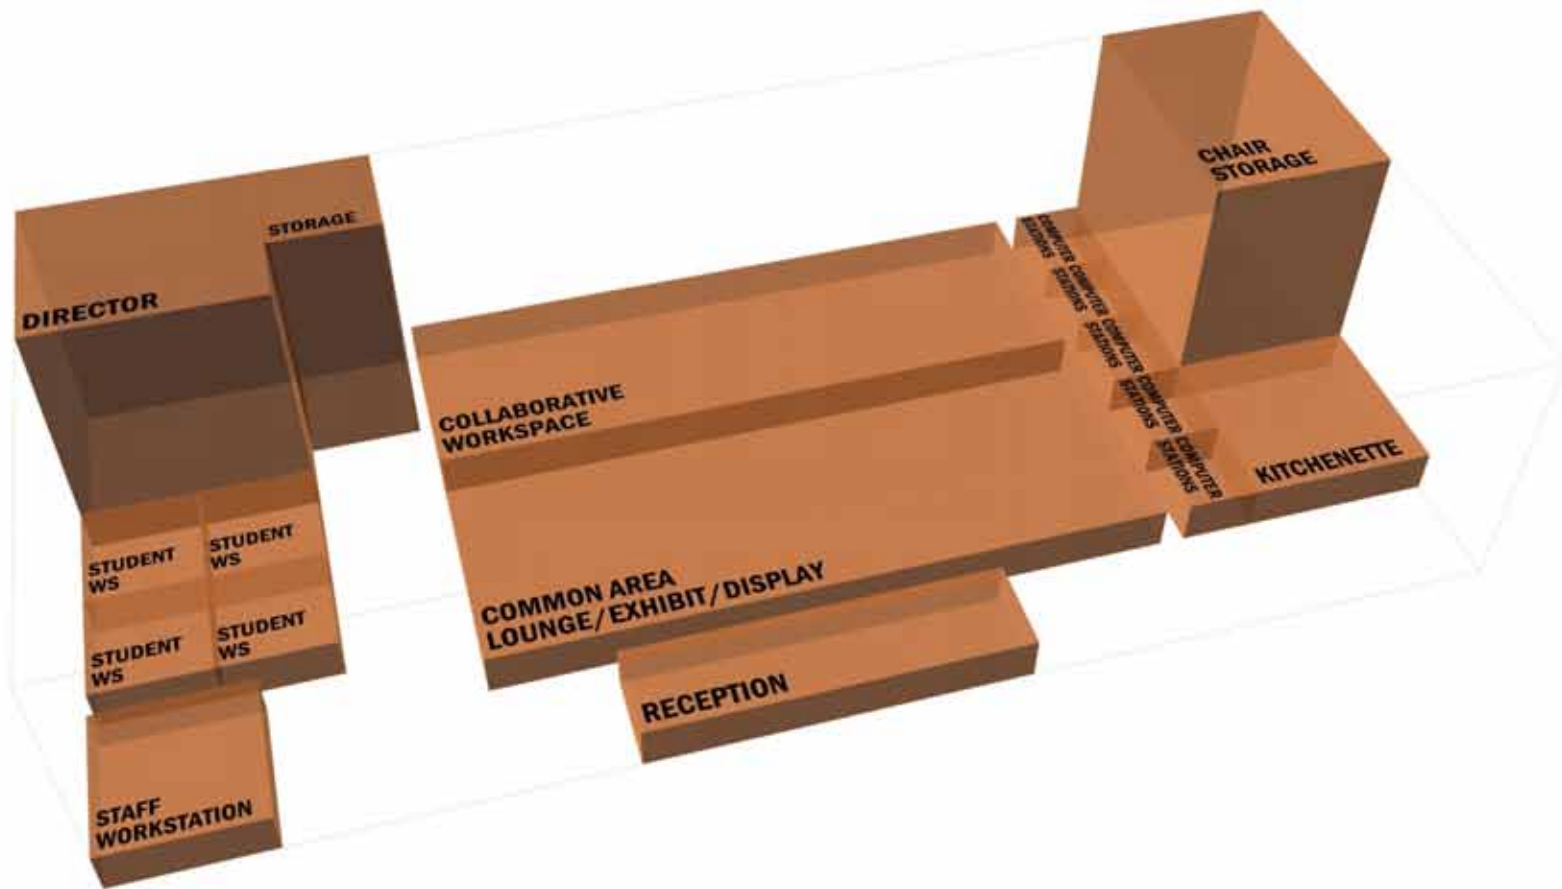 CHAIR
STORAGE
STORAGE
DIRECTOR
COMPUTER
STATIONS
COMPUTER
STATIONS
COMPUTER
STATIONS
COMPUTER
STATIONS
COMPUTER
STATIONS
COLLABORATIVE
WORKSPACE
KITCHENETTE
STUDENT
WS
STUDENT
WS
STUDENT
WS
STUDENT
WS
COMMON AREA
LOUNGE/EXHIBIT/DISPLAY
RECEPTION
STAFF
WORKSTATION